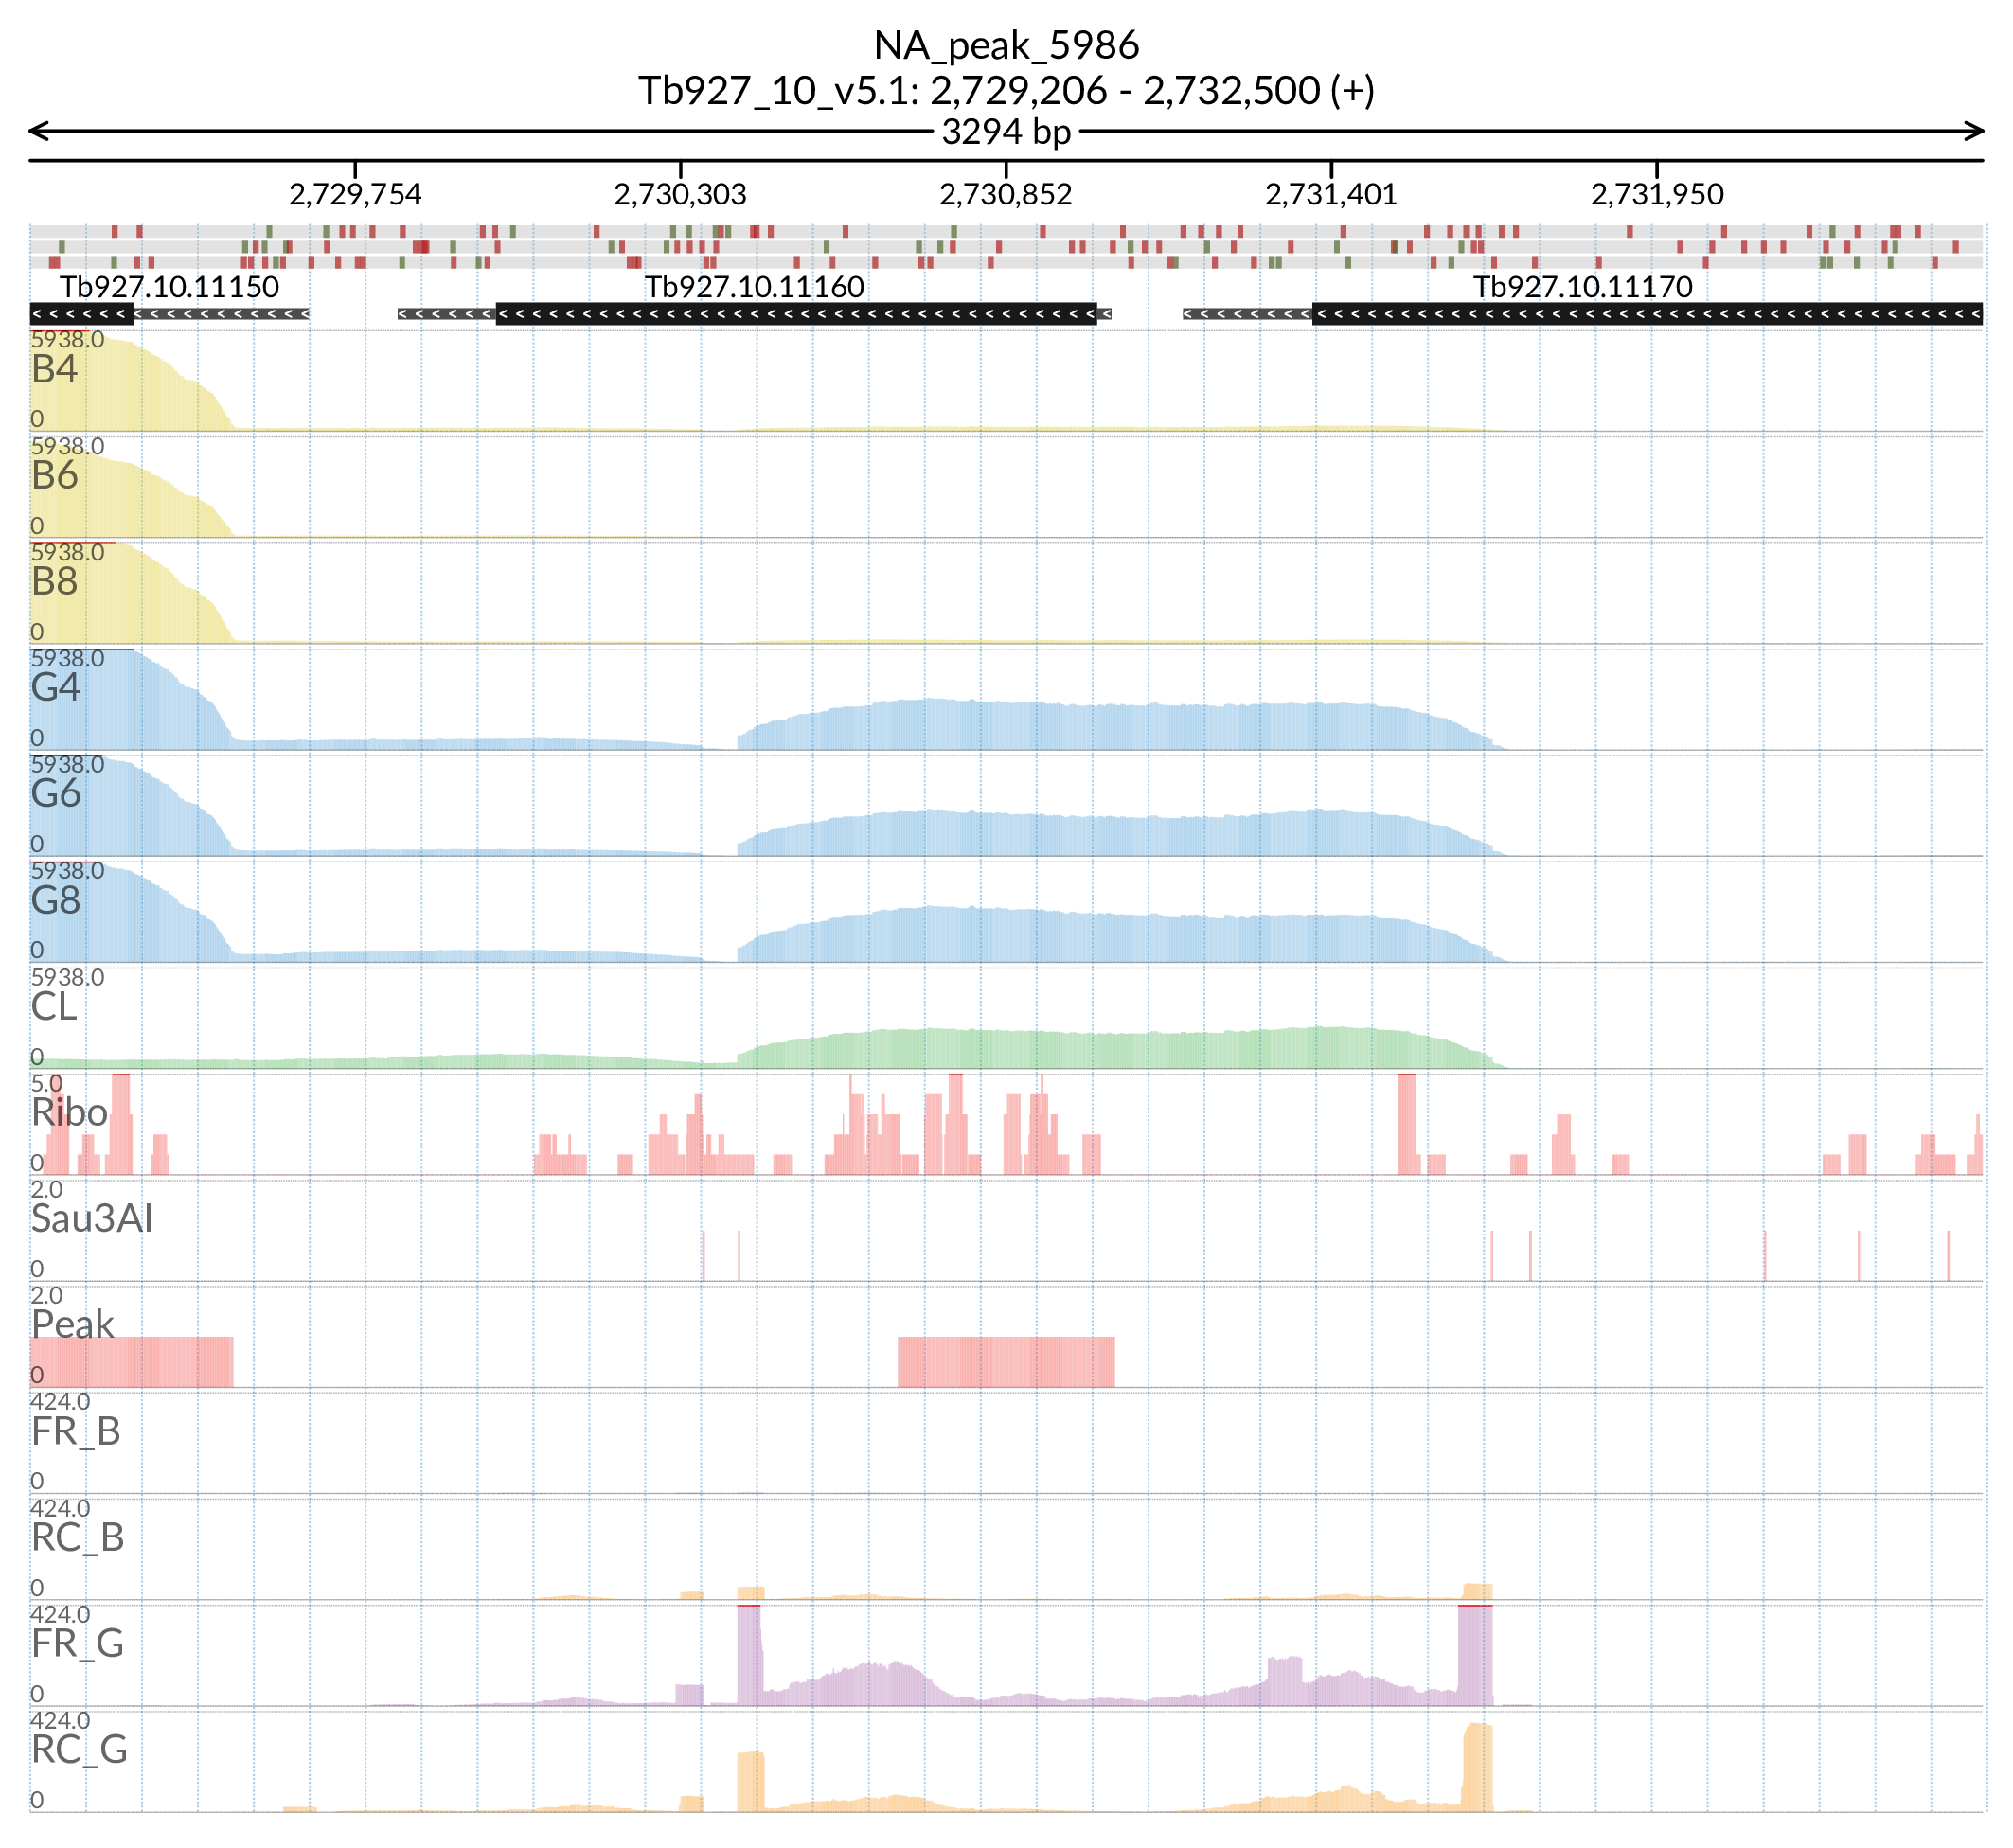 NA_peak_5986
Tb927_10_v5.1: 2,729,206 - 2,732,500 (+)
3294 bp
2,729,754 2,730,303 2,730,852 2,731,401 2,731,950
Tb927.10.11150 Tb927.10.11160 Tb927.10.11170
5938.0
B4
0
5938.0
B6
0
5938.0
B8
0
5938.0
G4
0
5938.0
G6
0
5938.0
G8
0
5938.0
CL
0
5.0
Ribo
0
2.0
Sau3AI
0
2.0
Peak
0
424.0
FR_B
0
424.0
RC_B
0
424.0
FR_G
0
424.0
RC_G
0